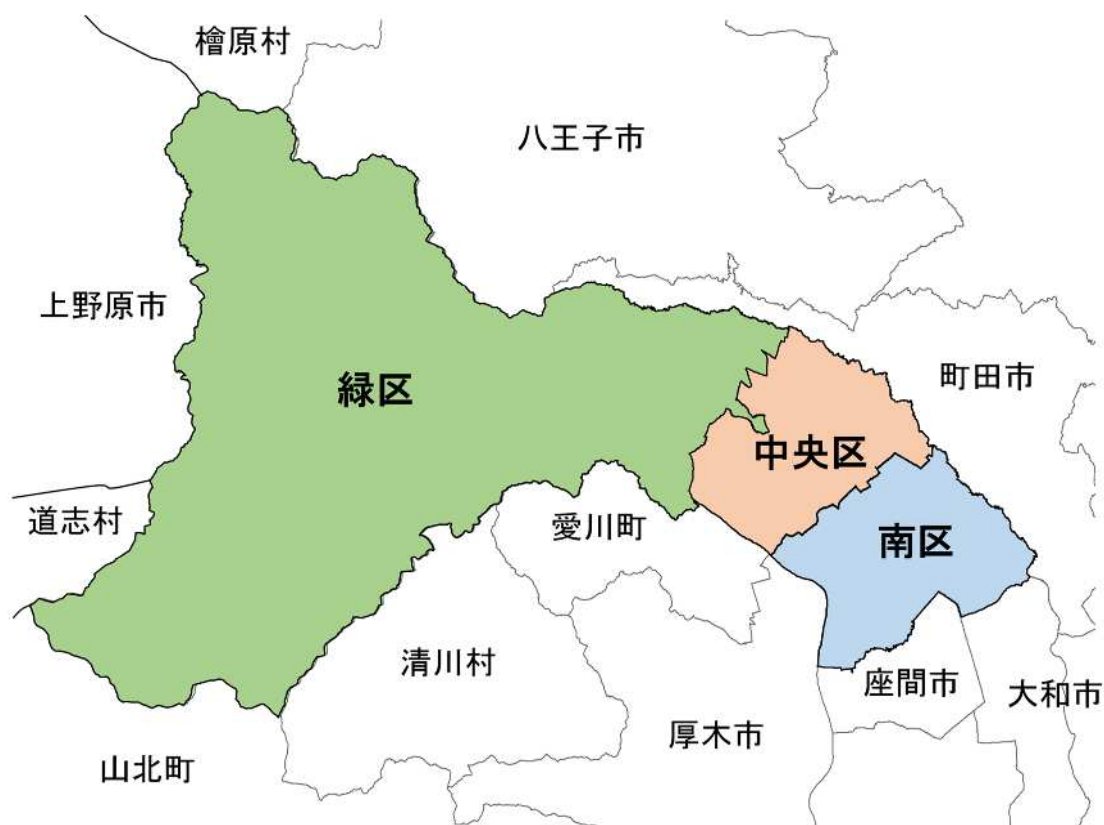 檜原村
八王子市
上野原市
町田市
緑区
中央区
道志村
愛川町
南区
清川村
座間市
大和市
厚木市
山北町